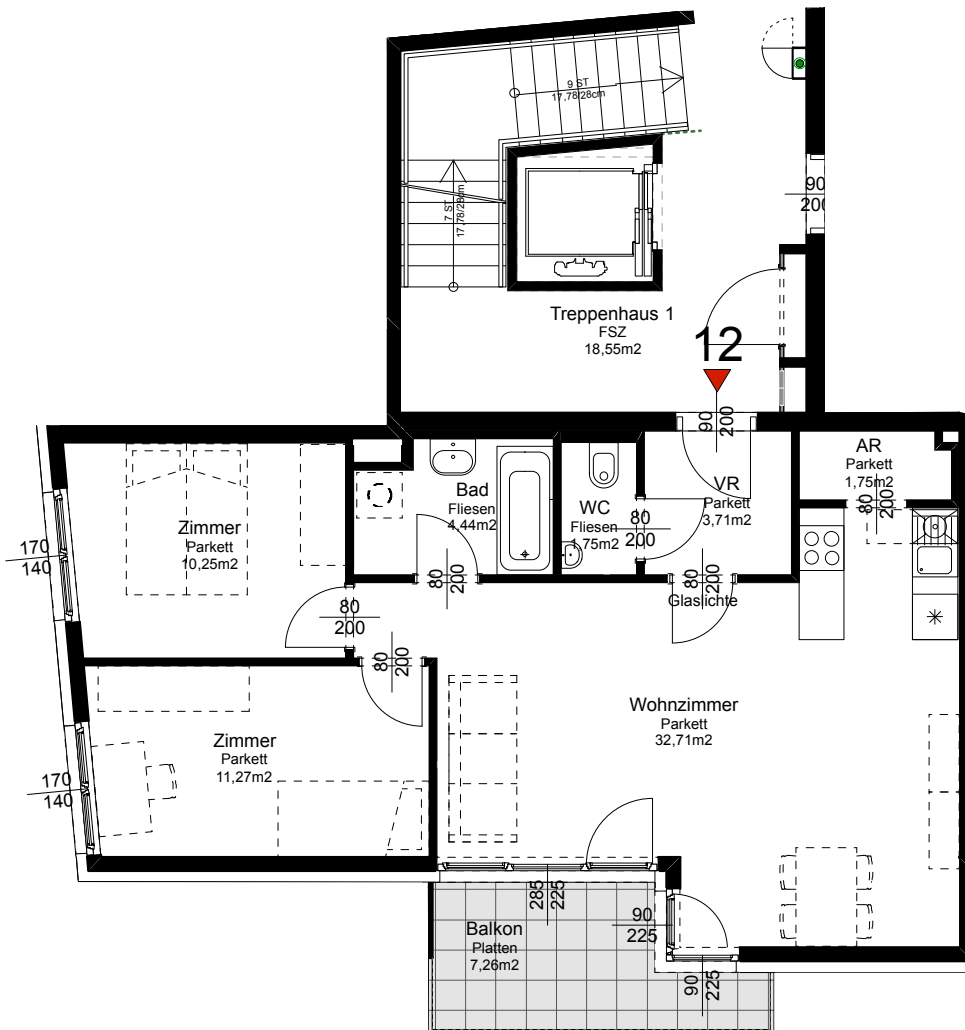 9 ST
17,78/28cm
7 ST
17,78/28cm
90
200
Treppenhaus 1
FSZ
18,55m2
12
90
200
AR
Parkett
1,75m2
80
200
VR
Parkett
3,71m2
Bad
Fliesen
4,44m2
WC
Fliesen
1,75m2
80
200
Zimmer
Parkett
10,25m2
170
140
80
200
80
200
Glaslichte
80
200
80
200
Wohnzimmer
Parkett
32,71m2
Zimmer
Parkett
11,27m2
170
140
285
225
90
225
Balkon
Platten
7,26m2
90
225